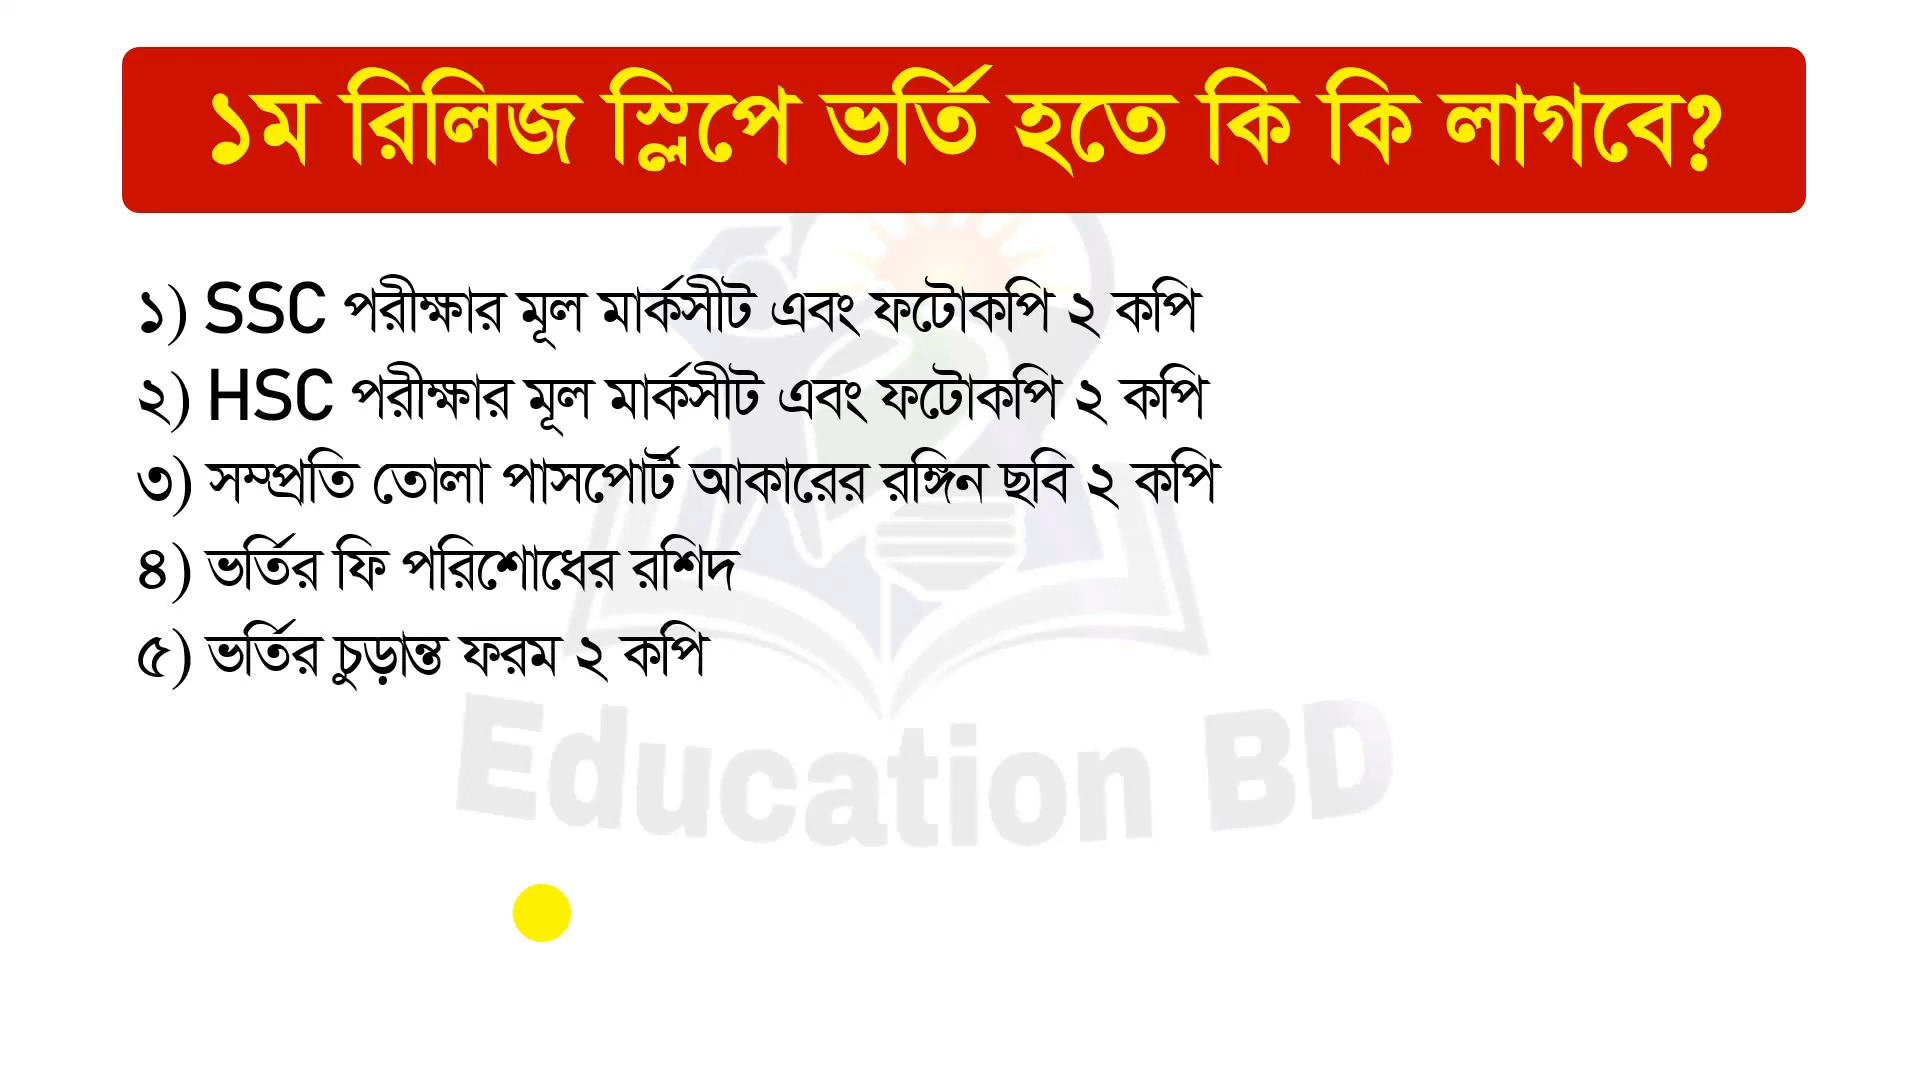 ১ম রিলিজ স্লিপে ভর্তি হতে কি কি লাগবে?
১) SSC পরীক্ষার মূল মার্কসীট এবং ফটোকপি ২ কপি
২) HSC পরীক্ষার মূল মার্কসীট এবং ফটোকপি ২ কপি
৩) সম্প্রতি তোলা পাসপোর্ট আকারের রঙ্গিন ছবি ২ কপি
৪) ভর্তির ফি পরিশোধের রশিদ
৫) ভর্তির চুড়ান্ত ফরম ২ কপি
Education BD